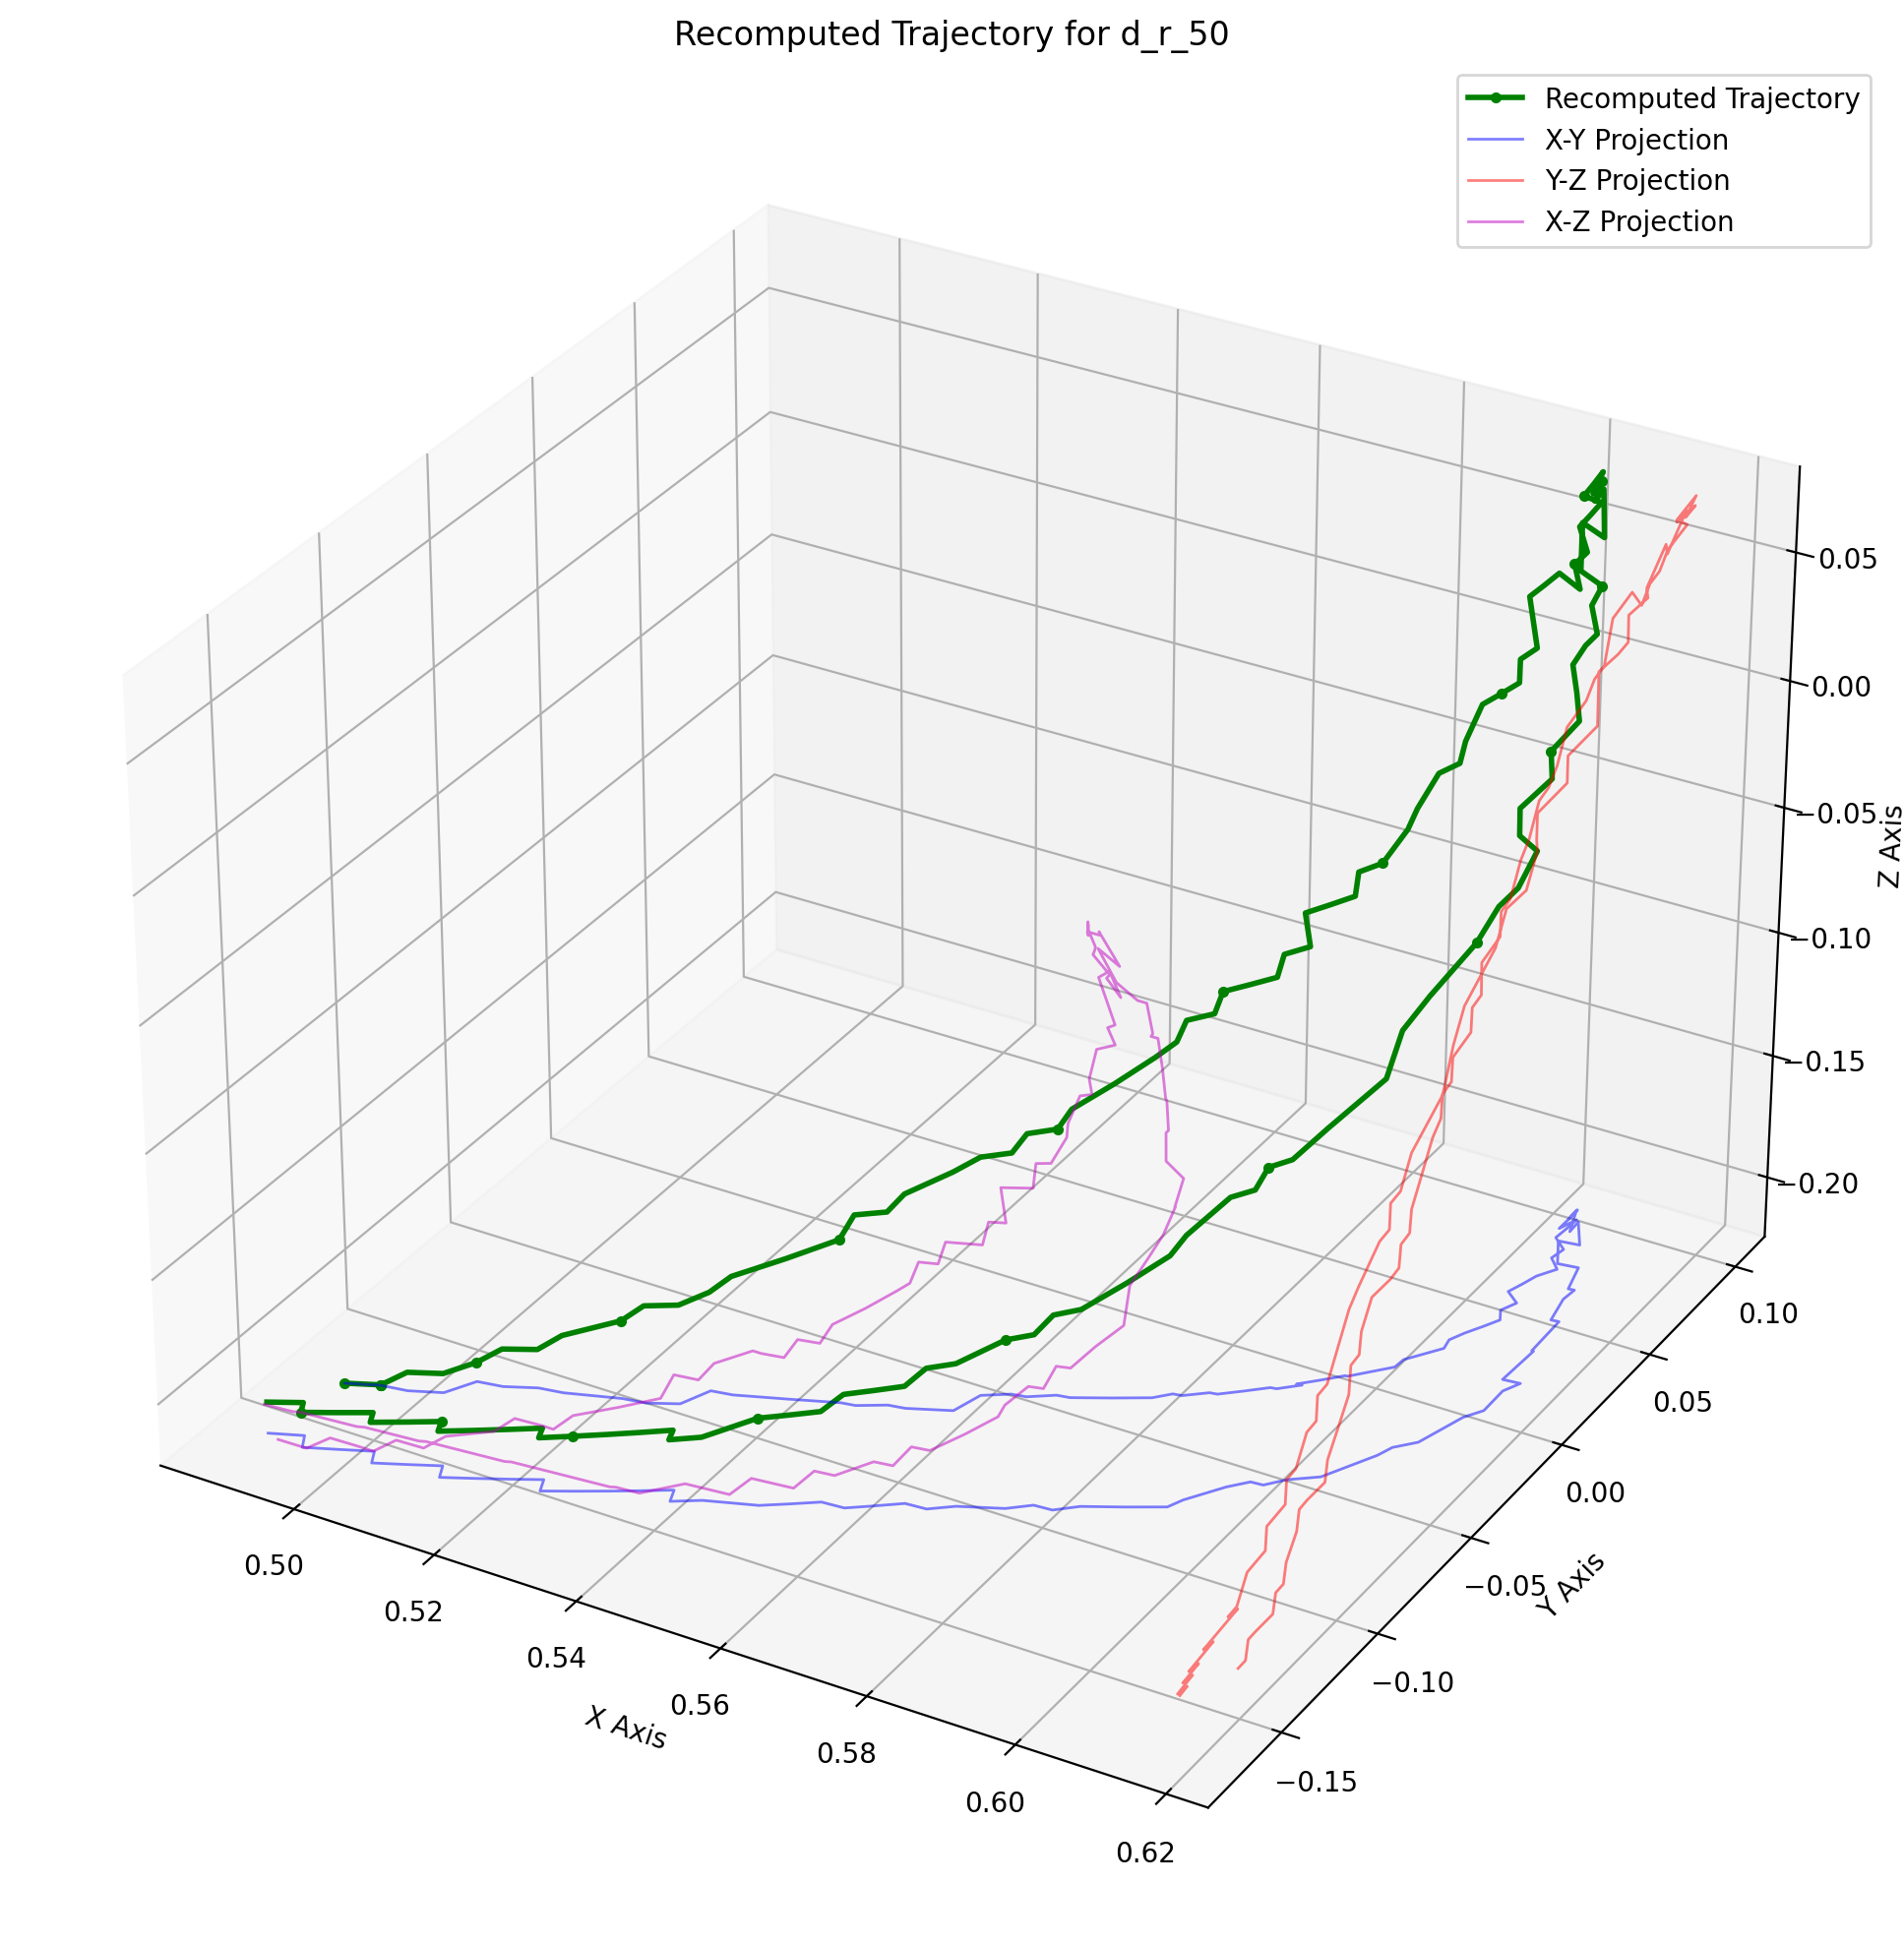 Recomputed Trajectory for d_r_50
Recomputed Trajectory
X-Y Projection
Y-Z Projection
X-Z Projection
0.05
0.00
−0.05
−0.10
−0.15
−0.20
Z Axis
0.10
0.05
0.00
−0.05
−0.10
−0.15
Y Axis
0.50
0.52
0.54
0.56
0.58
0.60
0.62
X Axis